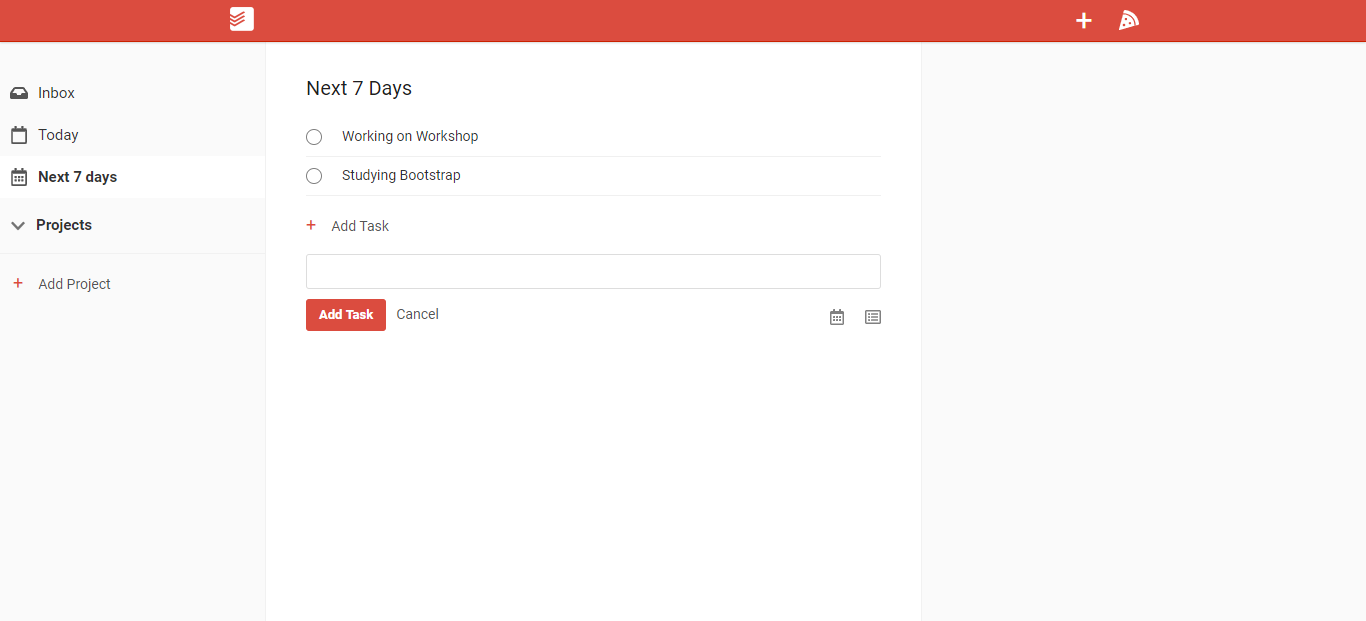 Inbox
Today
Next 7 days
Projects
+ Add Project
Next 7 Days
Working on Workshop
Studying Bootstrap
+ Add Task
Add Task Cancel